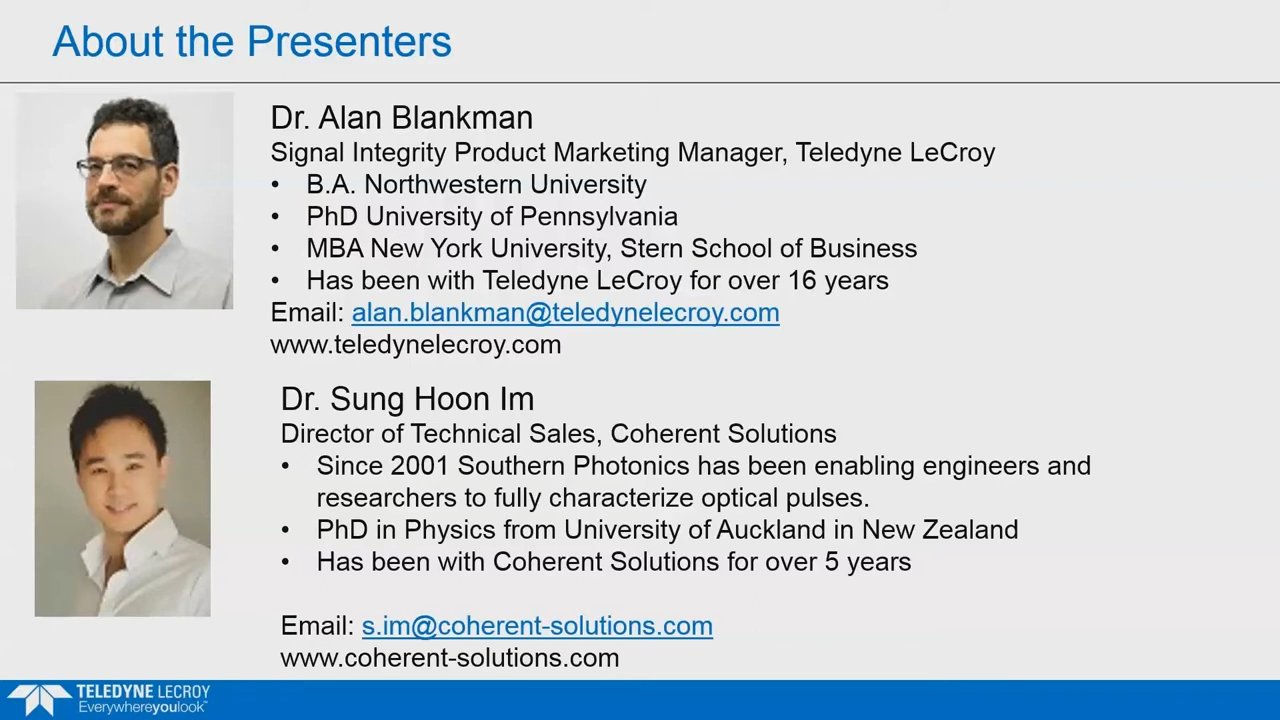 About the Presenters
Dr. Alan Blankman
Signal Integrity Product Marketing Manager, Teledyne LeCroy
• B.A. Northwestern University
• PhD University of Pennsylvania
• MBA New York University, Stern School of Business
• Has been with Teledyne LeCroy for over 16 years
Email: alan.blankman@teledynelecroy.com
www.teledynelecroy.com
Dr. Sung Hoon Im
Director of Technical Sales, Coherent Solutions
• Since 2001 Southern Photonics has been enabling engineers and
researchers to fully characterize optical pulses.
• PhD in Physics from University of Auckland in New Zealand
• Has been with Coherent Solutions for over 5 years
Email: s.im@coherent-solutions.com
www.coherent-solutions.com
TELEDYNE LECROY
Everywhereyoulook™